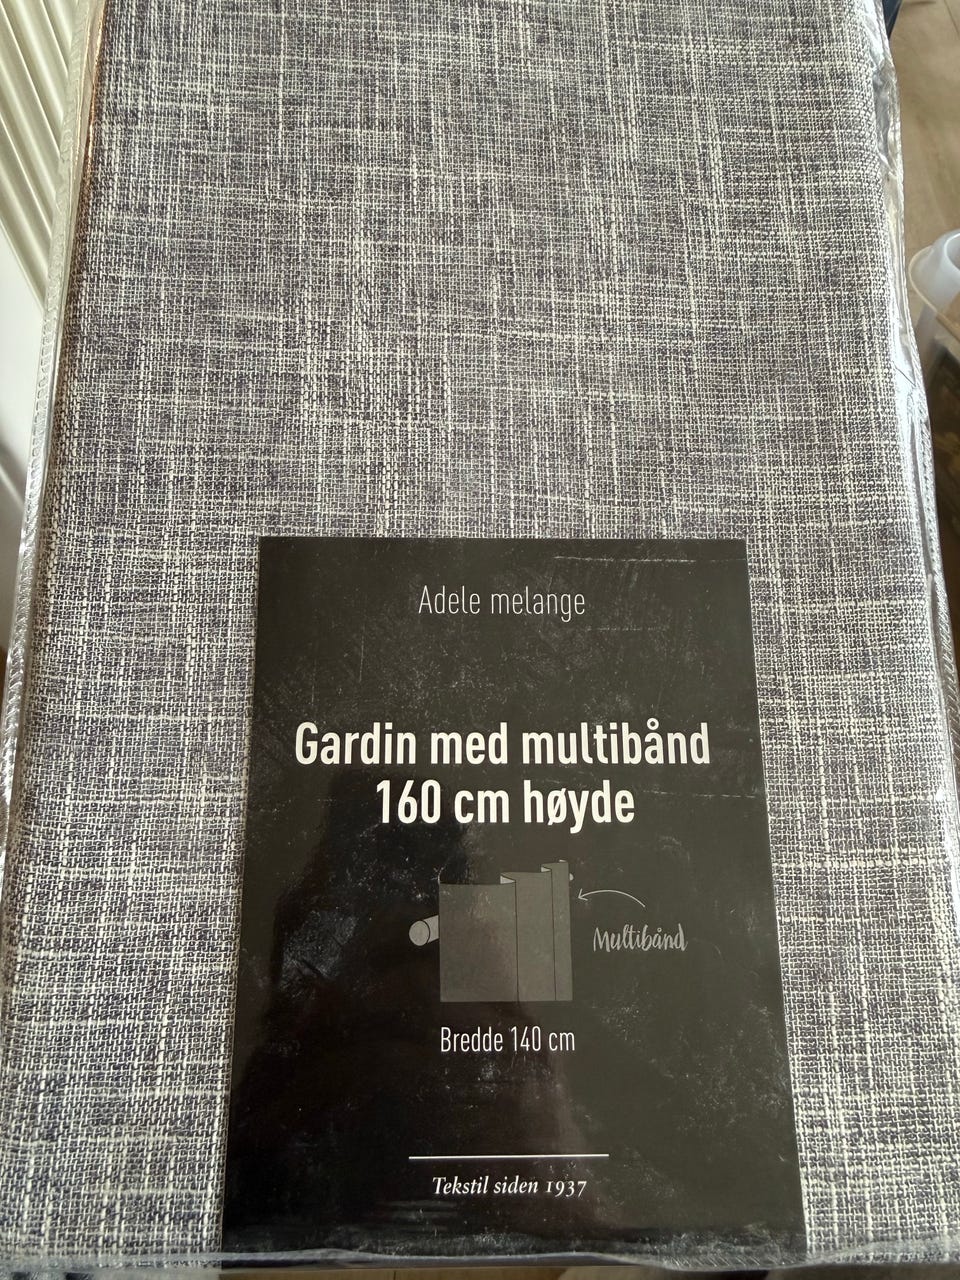 Adele melange
Gardin med multibånd
160 cm høyde
Multibånd
Bredde 140 cm
Tekstil siden 1937